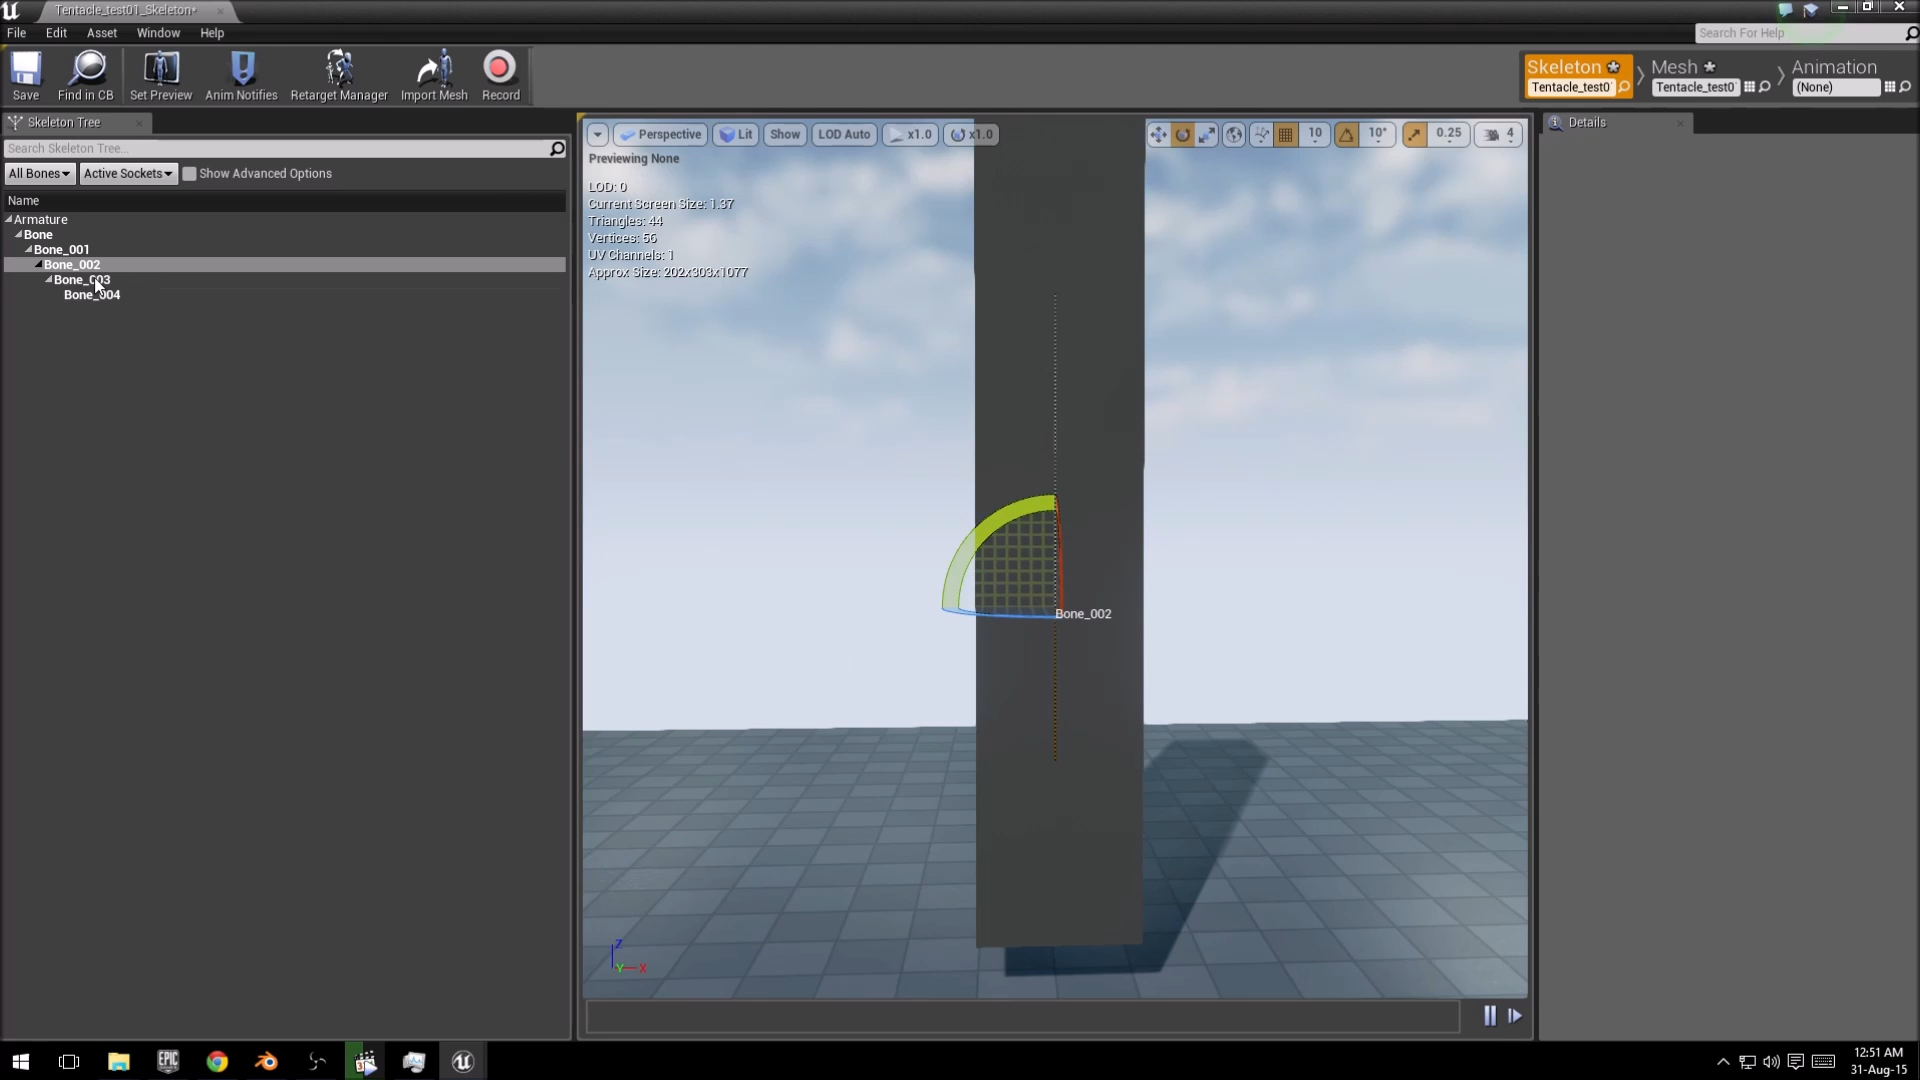 Tentacle_test01_Skeleton*
File Edit Asset Window Help
Search For Help
Save Find in CB Set Preview Anim Notifies Retarget Manager Import Mesh Record
Skeleton Mesh Animation
Tentacle_test0 Tentacle_test0 (None)
Skeleton Tree
Details
Search Skeleton Tree...
All Bones Active Sockets Show Advanced Options
Name
Armature
Bone
Bone_001
Bone_002
Bone_003
Bone_004
Perspective Lit Show LOD Auto x1.0 x1.0 10 10° 0.25 4
Previewing None
LOD: 0
Current Screen Size: 1.37
Triangles: 44
Vertices: 56
UV Channels: 1
Approx Size: 202x303x1077
Bone_002
Z
Y X
EPIC GAMES
12:51 AM
31-Aug-15